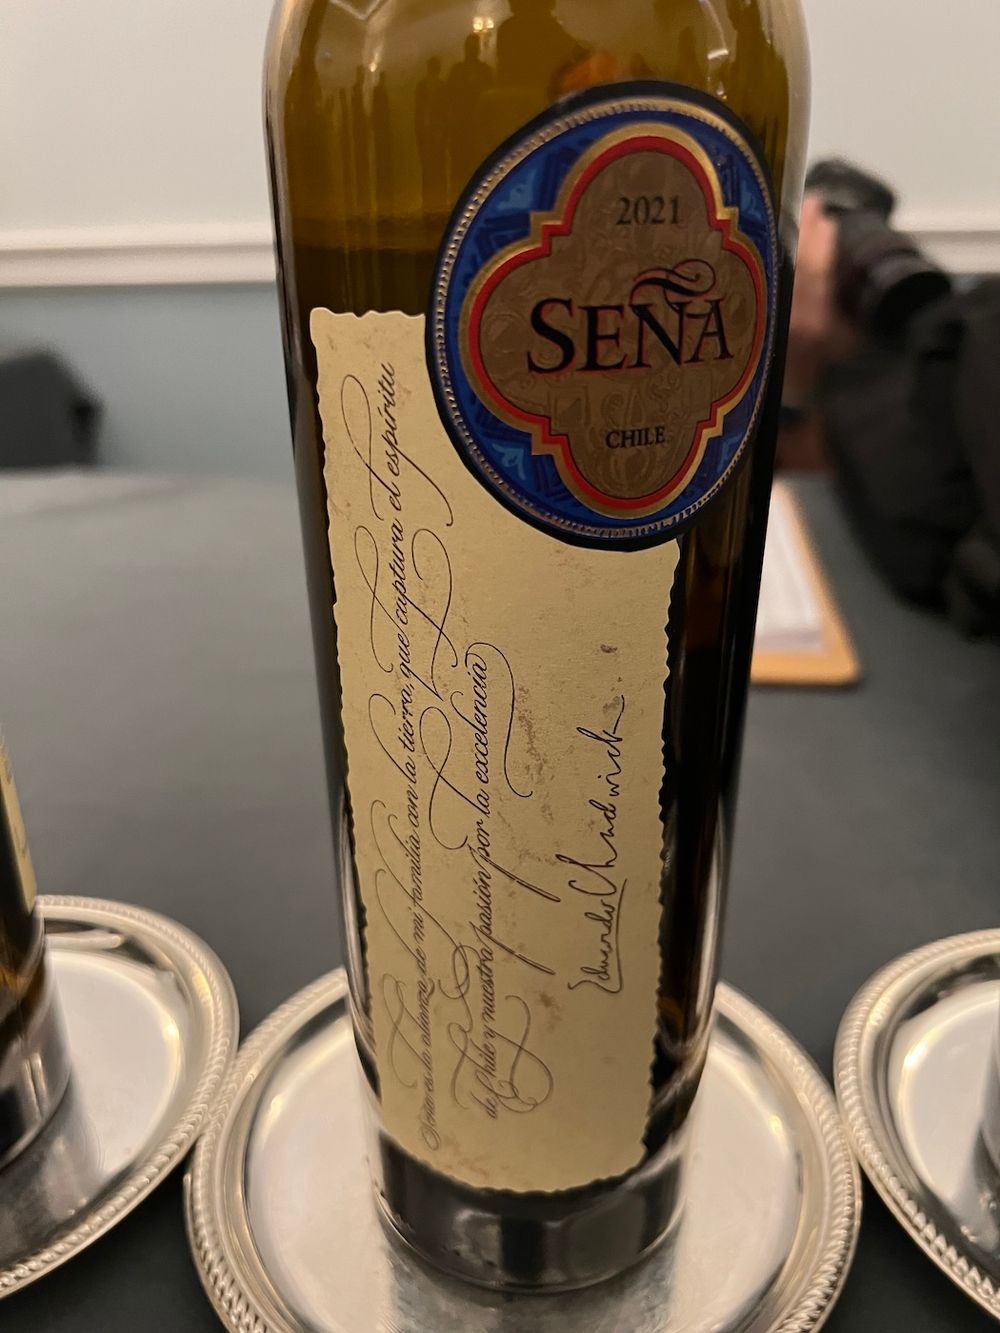 2021
SEÑA
CHILE
Seña es la alianza de mi familia con la tierra, que captura el espíritu
de Chile y nuestra pasión por la excelencia
Eduardo Chadwick